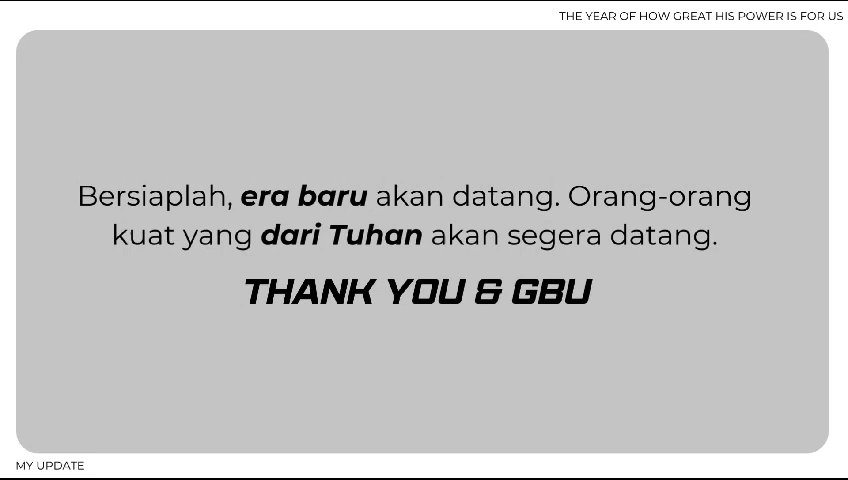 THE YEAR OF HOW GREAT HIS POWER IS FOR US
Bersiaplah, era baru akan datang. Orang-orang
kuat yang dari Tuhan akan segera datang.
THANK YOU & GBU
MY UPDATE